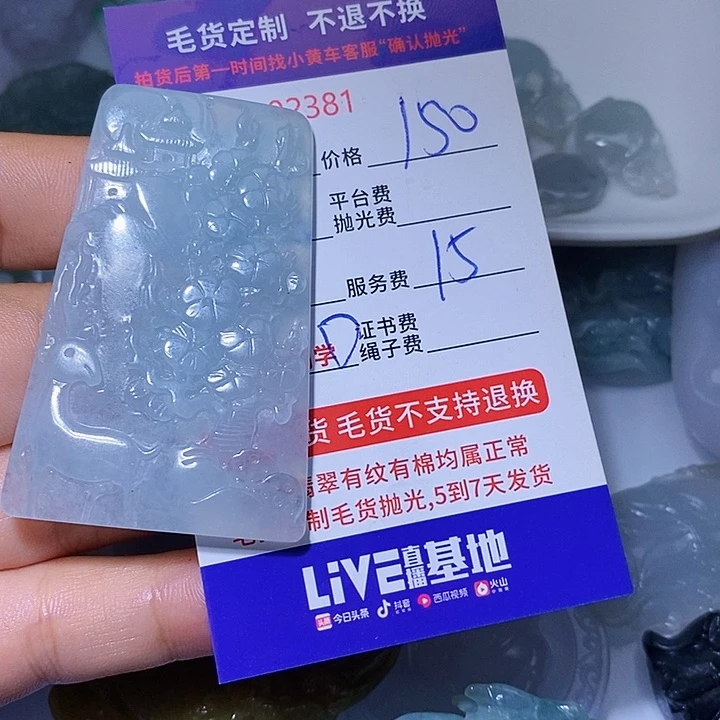 毛货定制 不退不换
拍货后第一时间找小黄车客服“确认抛光”
2381
价格 150
平台费
抛光费
服务费 15
学 D 证书费
绳子费
货 毛货不支持退换
翡翠有纹有棉均属正常
制毛货抛光,5到7天发货
LIVE直播基地
头条 今日头条 抖音 西瓜视频 火山